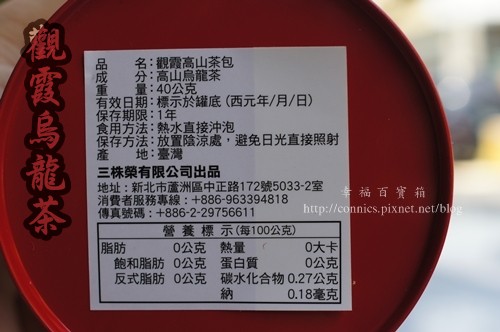 觀霞烏龍茶
品　　名：觀霞高山茶包
成　　分：高山烏龍茶
重　　量：40公克
有效日期：標示於罐底 (西元年/月/日)
保存期限：1年
食用方法：熱水直接沖泡
保存方法：放置陰涼處，避免日光直接照射
產　　地：臺灣
三株榮有限公司出品
地址：新北市蘆洲區中正路172號5033-2室
消費者服務專線：+886-963394818
傳真號碼：+886-2-29756611
營 養 標 示 (每100公克)
脂肪 0公克 熱量 0大卡
飽和脂肪 0公克 蛋白質 0公克
反式脂肪 0公克 碳水化合物 0.27公克
納 0.18毫克
幸福百寶箱
http://connics.pixnet.net/blog